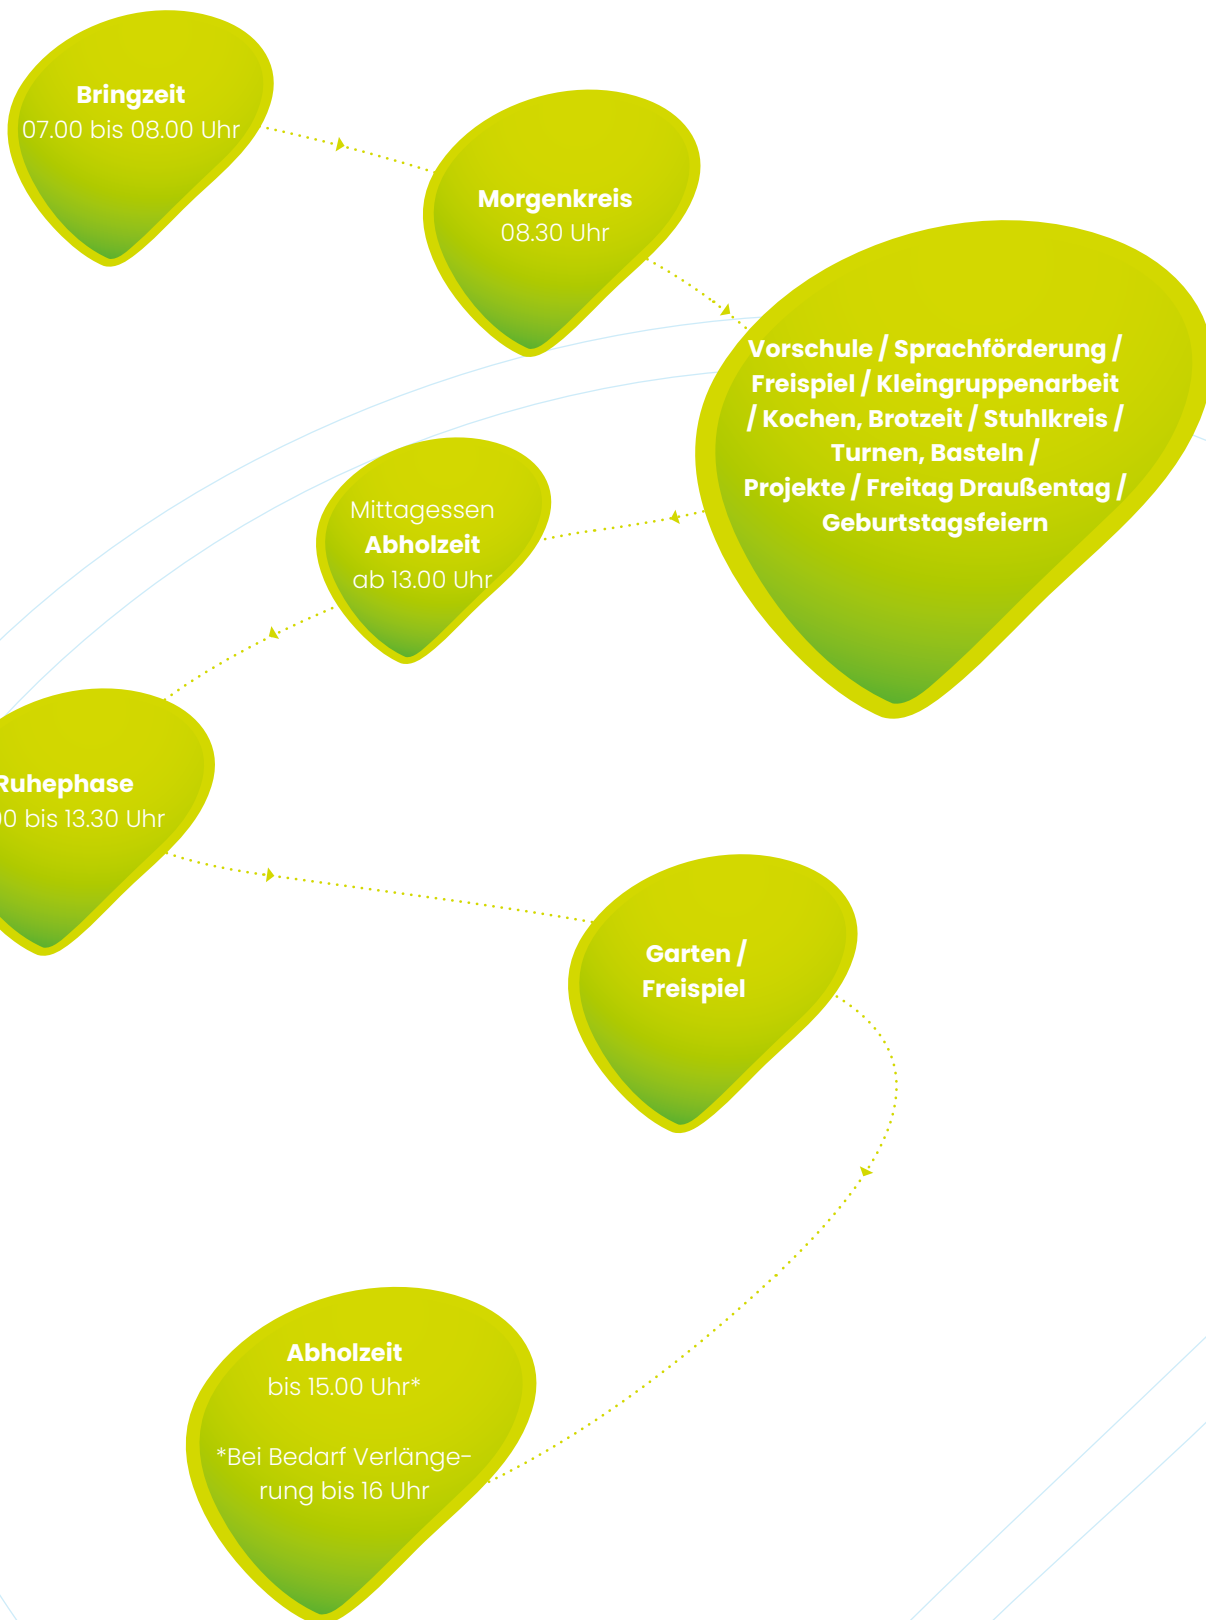 Bringzeit
07.00 bis 08.00 Uhr
Morgenkreis
08.30 Uhr
Vorschule / Sprachförderung /
Freispiel / Kleingruppenarbeit
/ Kochen, Brotzeit / Stuhlkreis /
Turnen, Basteln /
Projekte / Freitag Draußentag /
Geburtstagsfeiern
Mittagessen
Abholzeit
ab 13.00 Uhr
Ruhephase
bis 13.30 Uhr
Garten /
Freispiel
Abholzeit
bis 15.00 Uhr*
*Bei Bedarf Verlänge-
rung bis 16 Uhr